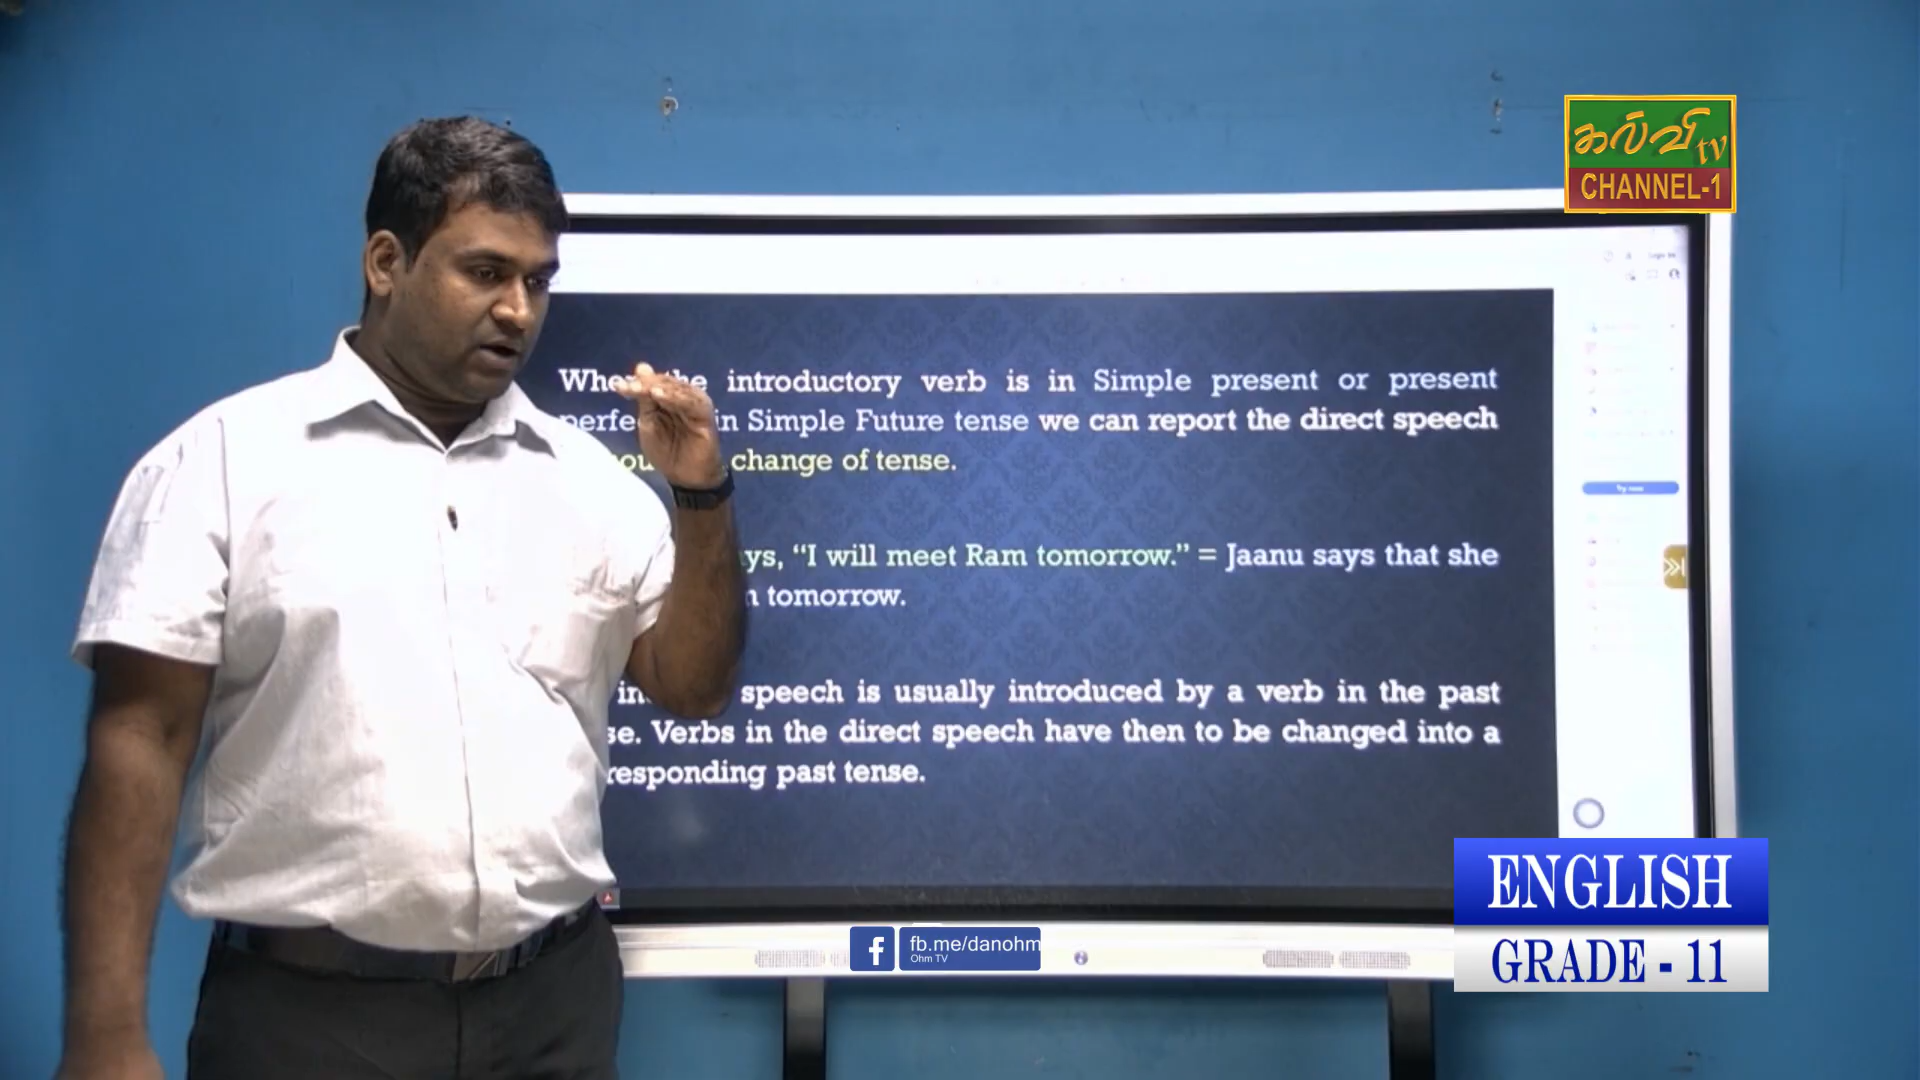 கல்வி tv
CHANNEL-1
the introductory verb is in Simple present or present
in Simple Future tense we can report the direct speech
change of tense.
“I will meet Ram tomorrow.” = Jaanu says that she
tomorrow.
speech is usually introduced by a verb in the past
Verbs in the direct speech have then to be changed into a
past tense.
Try now
ENGLISH
GRADE - 11
f fb.me/danohm
Ohm TV